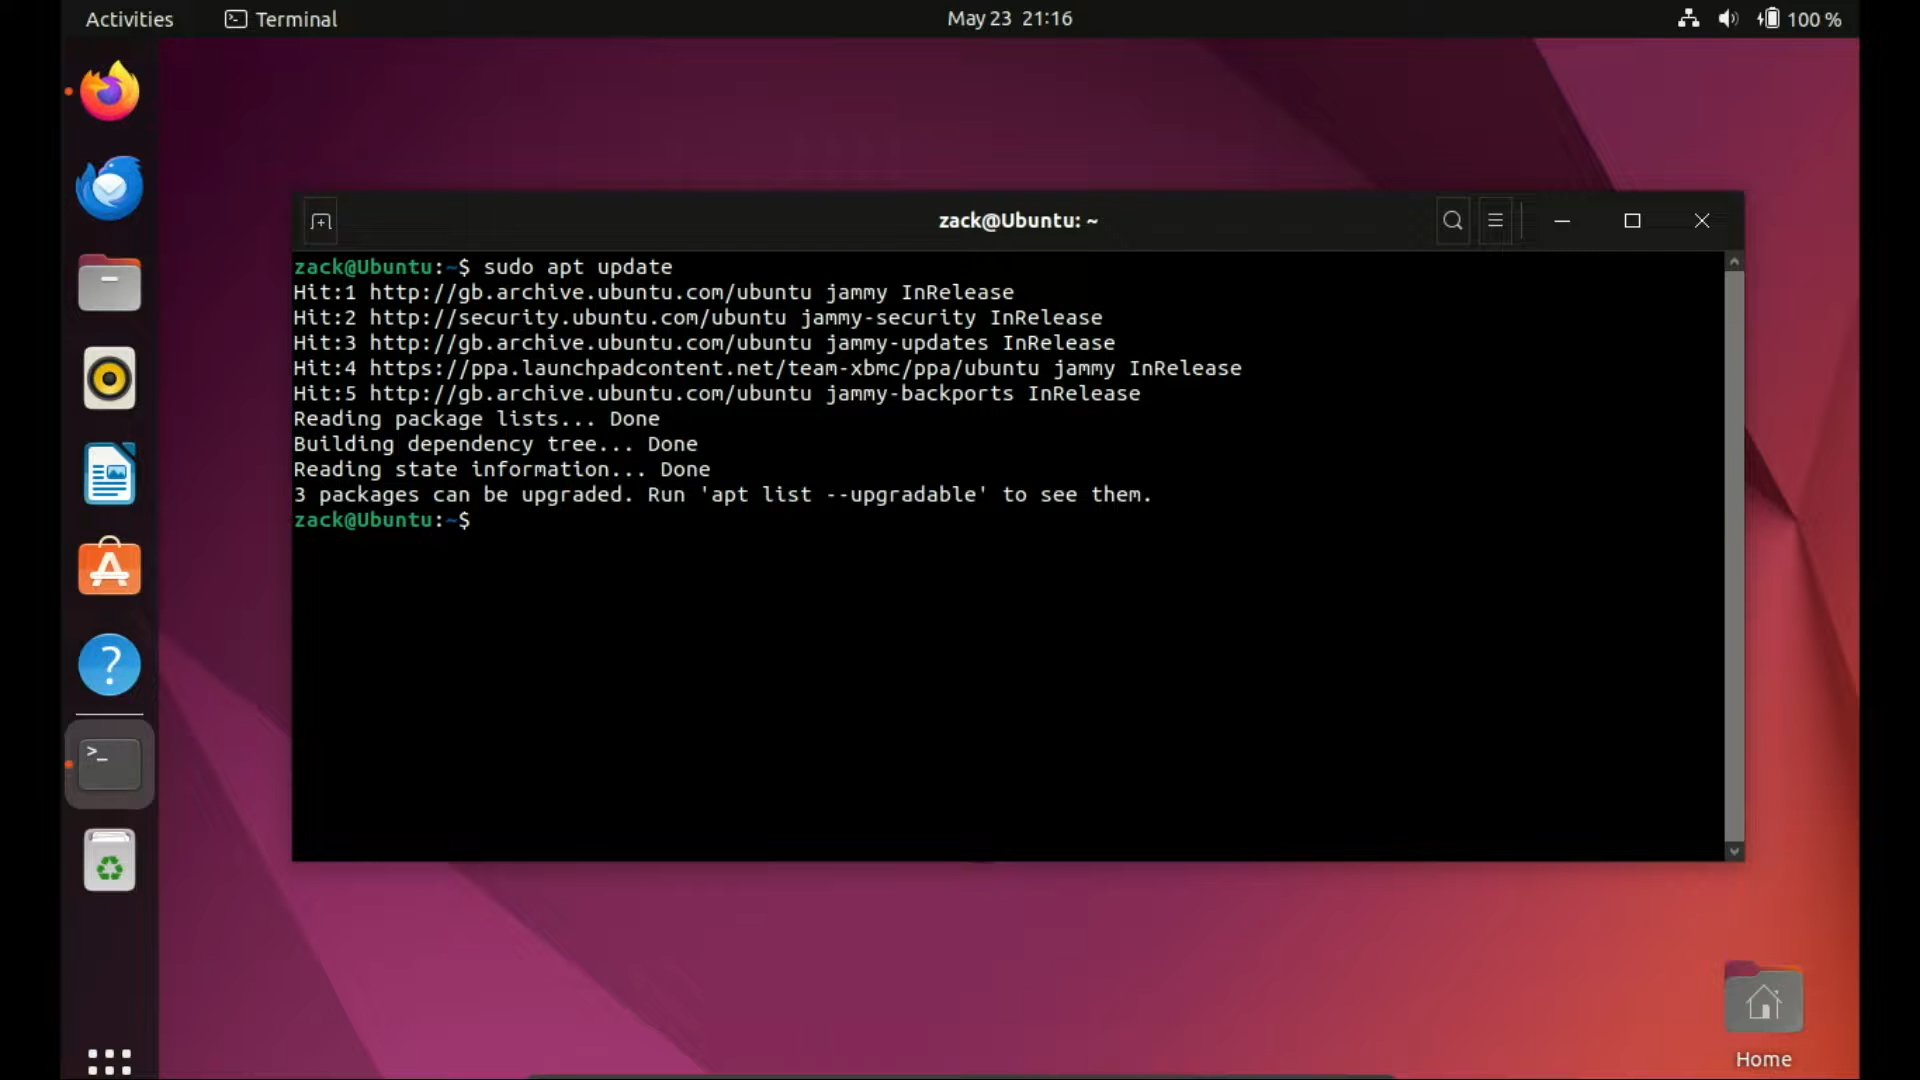 Activities
Terminal
May 23 21:16
100 %
zack@Ubuntu: ~
zack@Ubuntu:~$ sudo apt update
Hit:1 http://gb.archive.ubuntu.com/ubuntu jammy InRelease
Hit:2 http://security.ubuntu.com/ubuntu jammy-security InRelease
Hit:3 http://gb.archive.ubuntu.com/ubuntu jammy-updates InRelease
Hit:4 https://ppa.launchpadcontent.net/team-xbmc/ppa/ubuntu jammy InRelease
Hit:5 http://gb.archive.ubuntu.com/ubuntu jammy-backports InRelease
Reading package lists... Done
Building dependency tree... Done
Reading state information... Done
3 packages can be upgraded. Run 'apt list --upgradable' to see them.
zack@Ubuntu:~$
Home